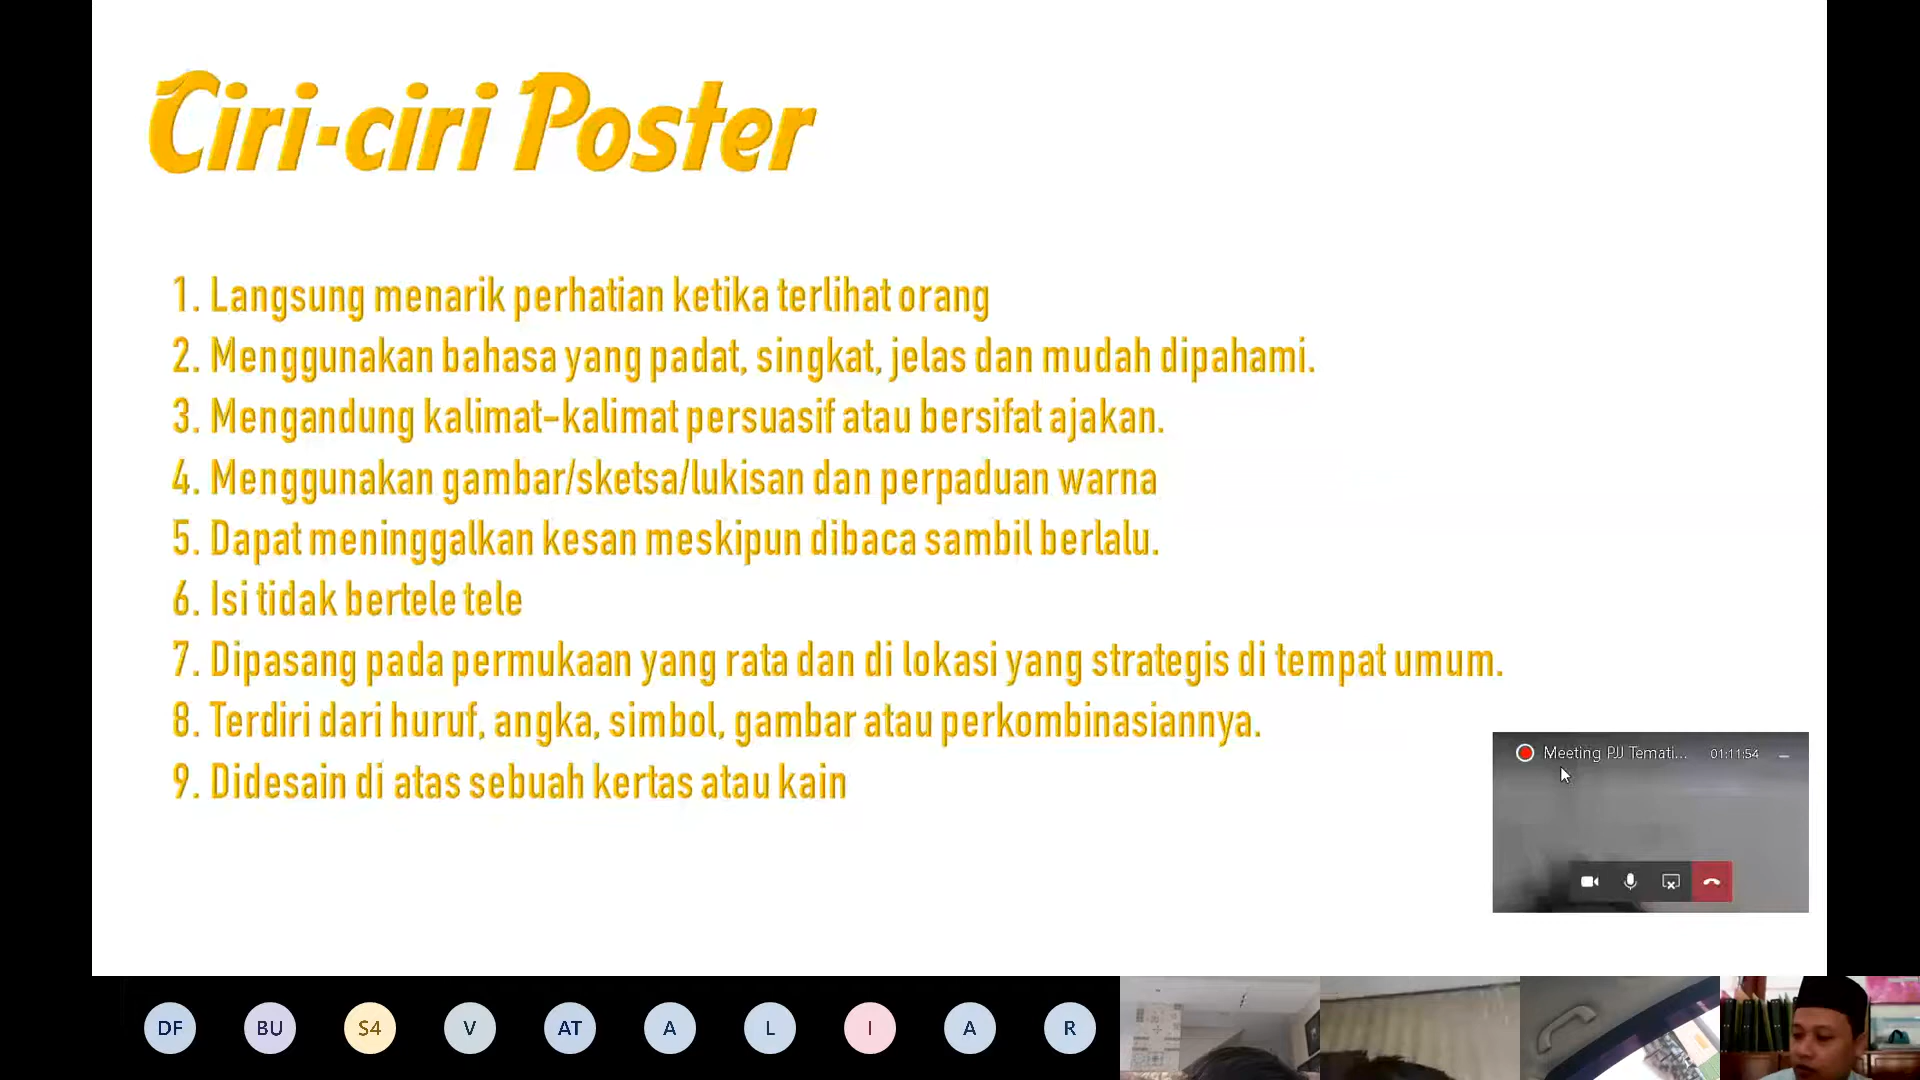 Ciri-ciri Poster
1. Langsung menarik perhatian ketika terlihat orang
2. Menggunakan bahasa yang padat, singkat, jelas dan mudah dipahami.
3. Mengandung kalimat-kalimat persuasif atau bersifat ajakan.
4. Menggunakan gambar/sketsa/lukisan dan perpaduan warna
5. Dapat meninggalkan kesan meskipun dibaca sambil berlalu.
6. Isi tidak bertele tele
7. Dipasang pada permukaan yang rata dan di lokasi yang strategis di tempat umum.
8. Terdiri dari huruf, angka, simbol, gambar atau perkombinasiannya.
9. Didesain di atas sebuah kertas atau kain
Meeting PJJ Temati... 01:11:54
DF BU S4 V AT A L I A R